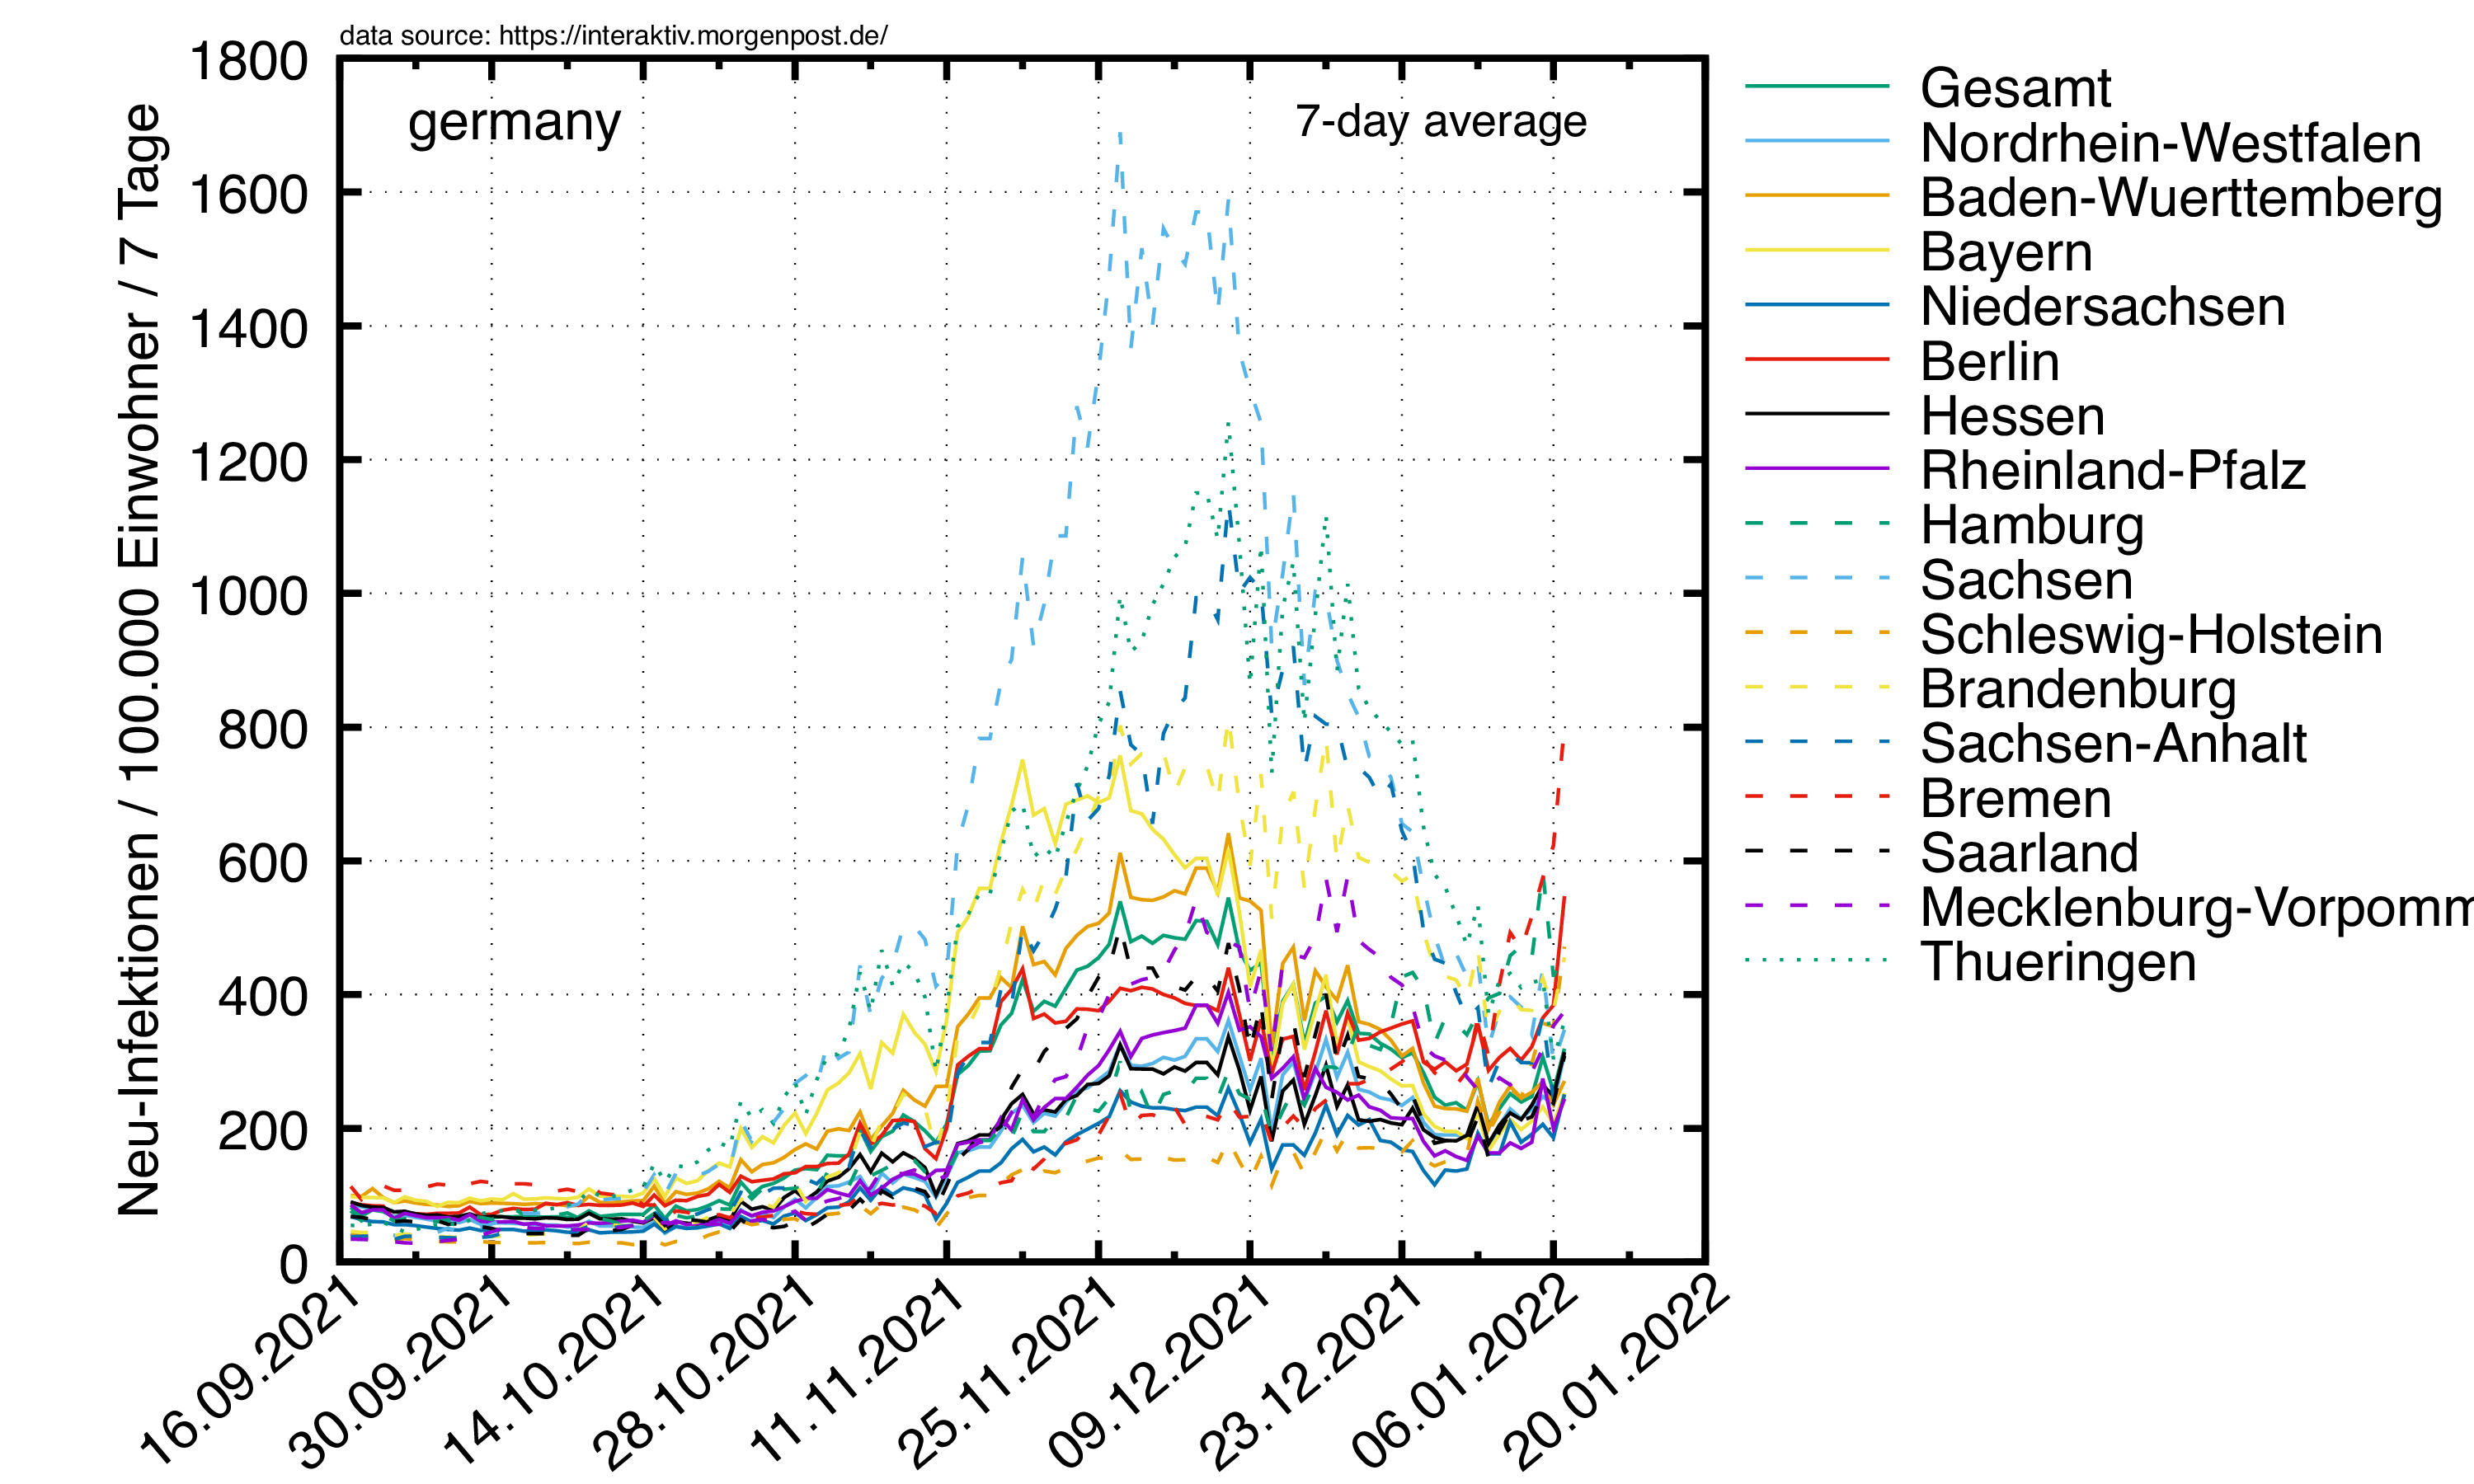 data source: https://interaktiv.morgenpost.de/
germany
7-day average
Neu-Infektionen / 100.000 Einwohner / 7 Tage
1800
1600
1400
1200
1000
800
600
400
200
0
16.09.2021
30.09.2021
14.10.2021
28.10.2021
11.11.2021
25.11.2021
09.12.2021
23.12.2021
06.01.2022
20.01.2022
Gesamt
Nordrhein-Westfalen
Baden-Wuerttemberg
Bayern
Niedersachsen
Berlin
Hessen
Rheinland-Pfalz
Hamburg
Sachsen
Schleswig-Holstein
Brandenburg
Sachsen-Anhalt
Bremen
Saarland
Mecklenburg-Vorpomm
Thueringen